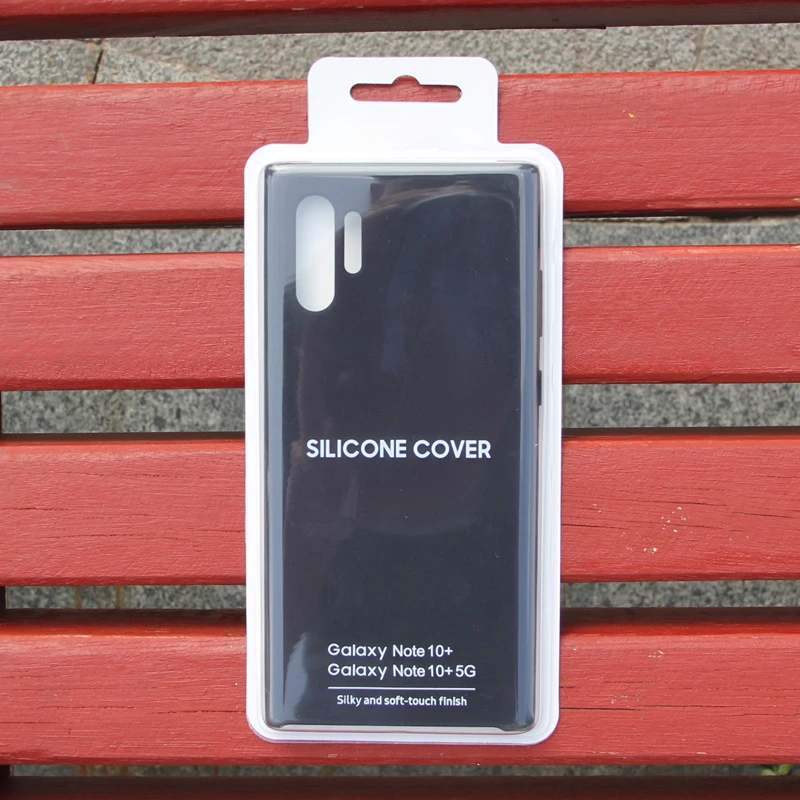 SILICONE COVER
Galaxy Note 10+
Galaxy Note 10+ 5G
Silky and soft-touch finish